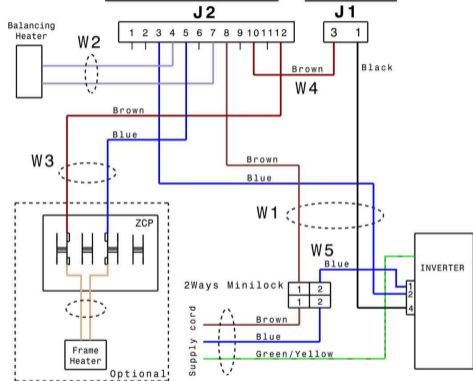 J2
J1
1 2 3 4 5 6 7 8 9 10 11 12
3 1
Balancing
Heater
W2
Brown
W4
Black
Brown
Blue
W3
Brown
Blue
W1
ZCP
W5
Blue
INVERTER
2Ways Minilock
1 2
1 2
1
2
4
Supply cord
Brown
Blue
Green/Yellow
Frame
Heater
Optional